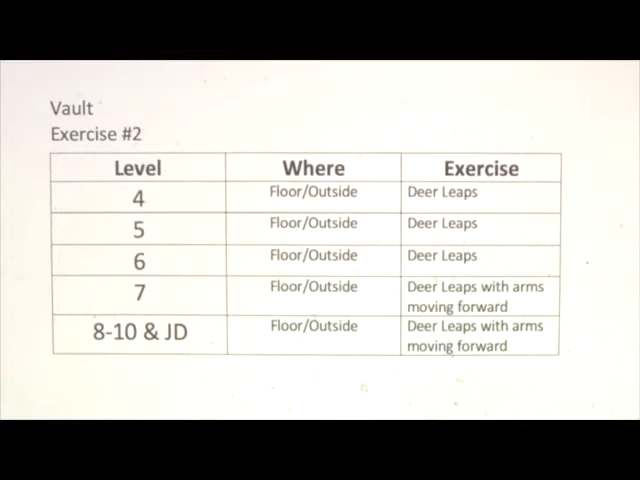 Vault
Exercise #2
Level Where Exercise
4 Floor/Outside Deer Leaps
5 Floor/Outside Deer Leaps
6 Floor/Outside Deer Leaps
7 Floor/Outside Deer Leaps with arms
moving forward
8-10 & JD Floor/Outside Deer Leaps with arms
moving forward